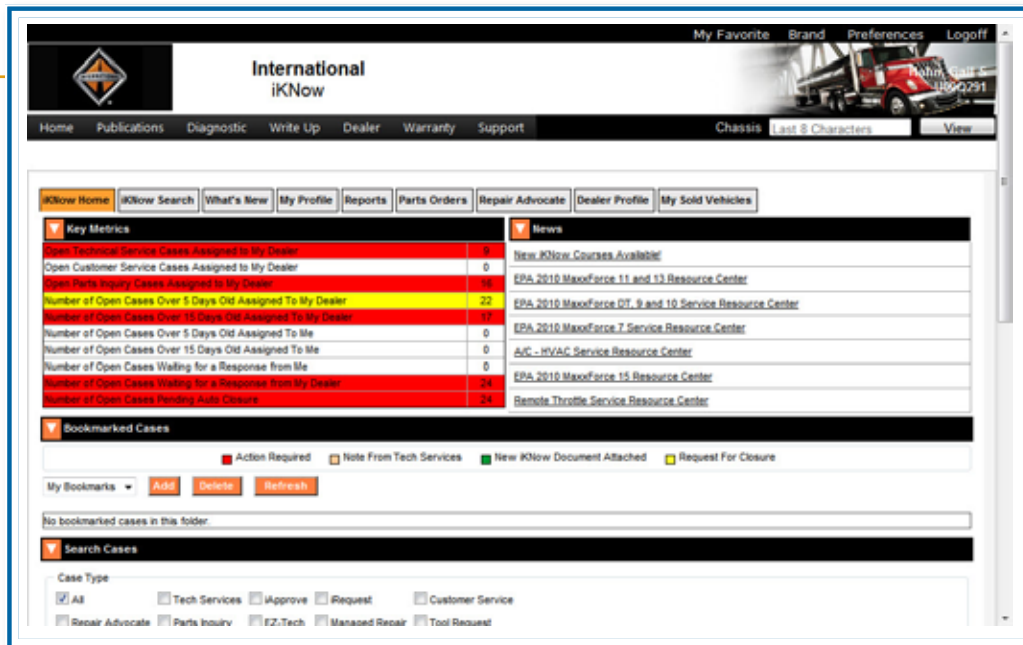 My Favorite Brand Preferences Logoff
International
iKNow
Hahn, Gail S
Home Publications Diagnostic Write Up Dealer Warranty Support Chassis Last 8 Characters View
iKNow Home iKNow Search What's New My Profile Reports Parts Orders Repair Advocate Dealer Profile My Sold Vehicles
Key Metrics
Open Technical Service Cases Assigned to My Dealer 9
Open Customer Service Cases Assigned to My Dealer 0
Open Parts Inquiry Cases Assigned to My Dealer 16
Number of Open Cases Over 5 Days Old Assigned To My Dealer 22
Number of Open Cases Over 15 Days Old Assigned To My Dealer 17
Number of Open Cases Over 5 Days Old Assigned To Me 0
Number of Open Cases Over 15 Days Old Assigned To Me 0
Number of Open Cases Waiting for a Response from Me 0
Number of Open Cases Waiting for a Response from My Dealer 24
Number of Open Cases Pending Auto Closure 24
News
New iKNow Courses Available!
EPA 2010 MaxxForce 11 and 13 Resource Center
EPA 2010 MaxxForce DT, 9 and 10 Service Resource Center
EPA 2010 MaxxForce 7 Service Resource Center
A/C - HVAC Service Resource Center
EPA 2010 MaxxForce 15 Resource Center
Remote Throttle Service Resource Center
Bookmarked Cases
Action Required Note From Tech Services New iKNow Document Attached Request For Closure
My Bookmarks Add Delete Refresh
No bookmarked cases in this folder.
Search Cases
Case Type
All Tech Services iApprove iRequest Customer Service
Repair Advocate Parts Inquiry EZ-Tech Managed Repair Tool Request